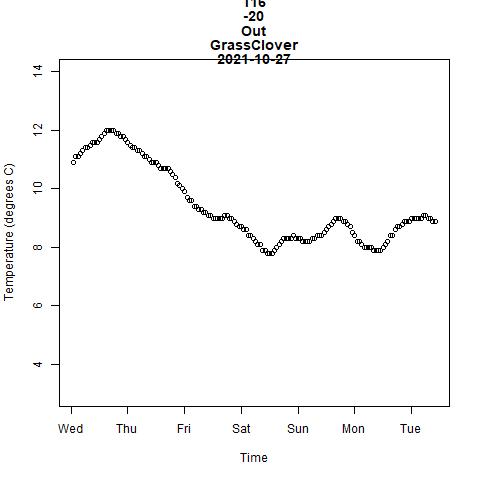 116
-20
Out
GrassClover
2021-10-27
Temperature (degrees C)
14
12
10
8
6
4
Wed Thu Fri Sat Sun Mon Tue
Time